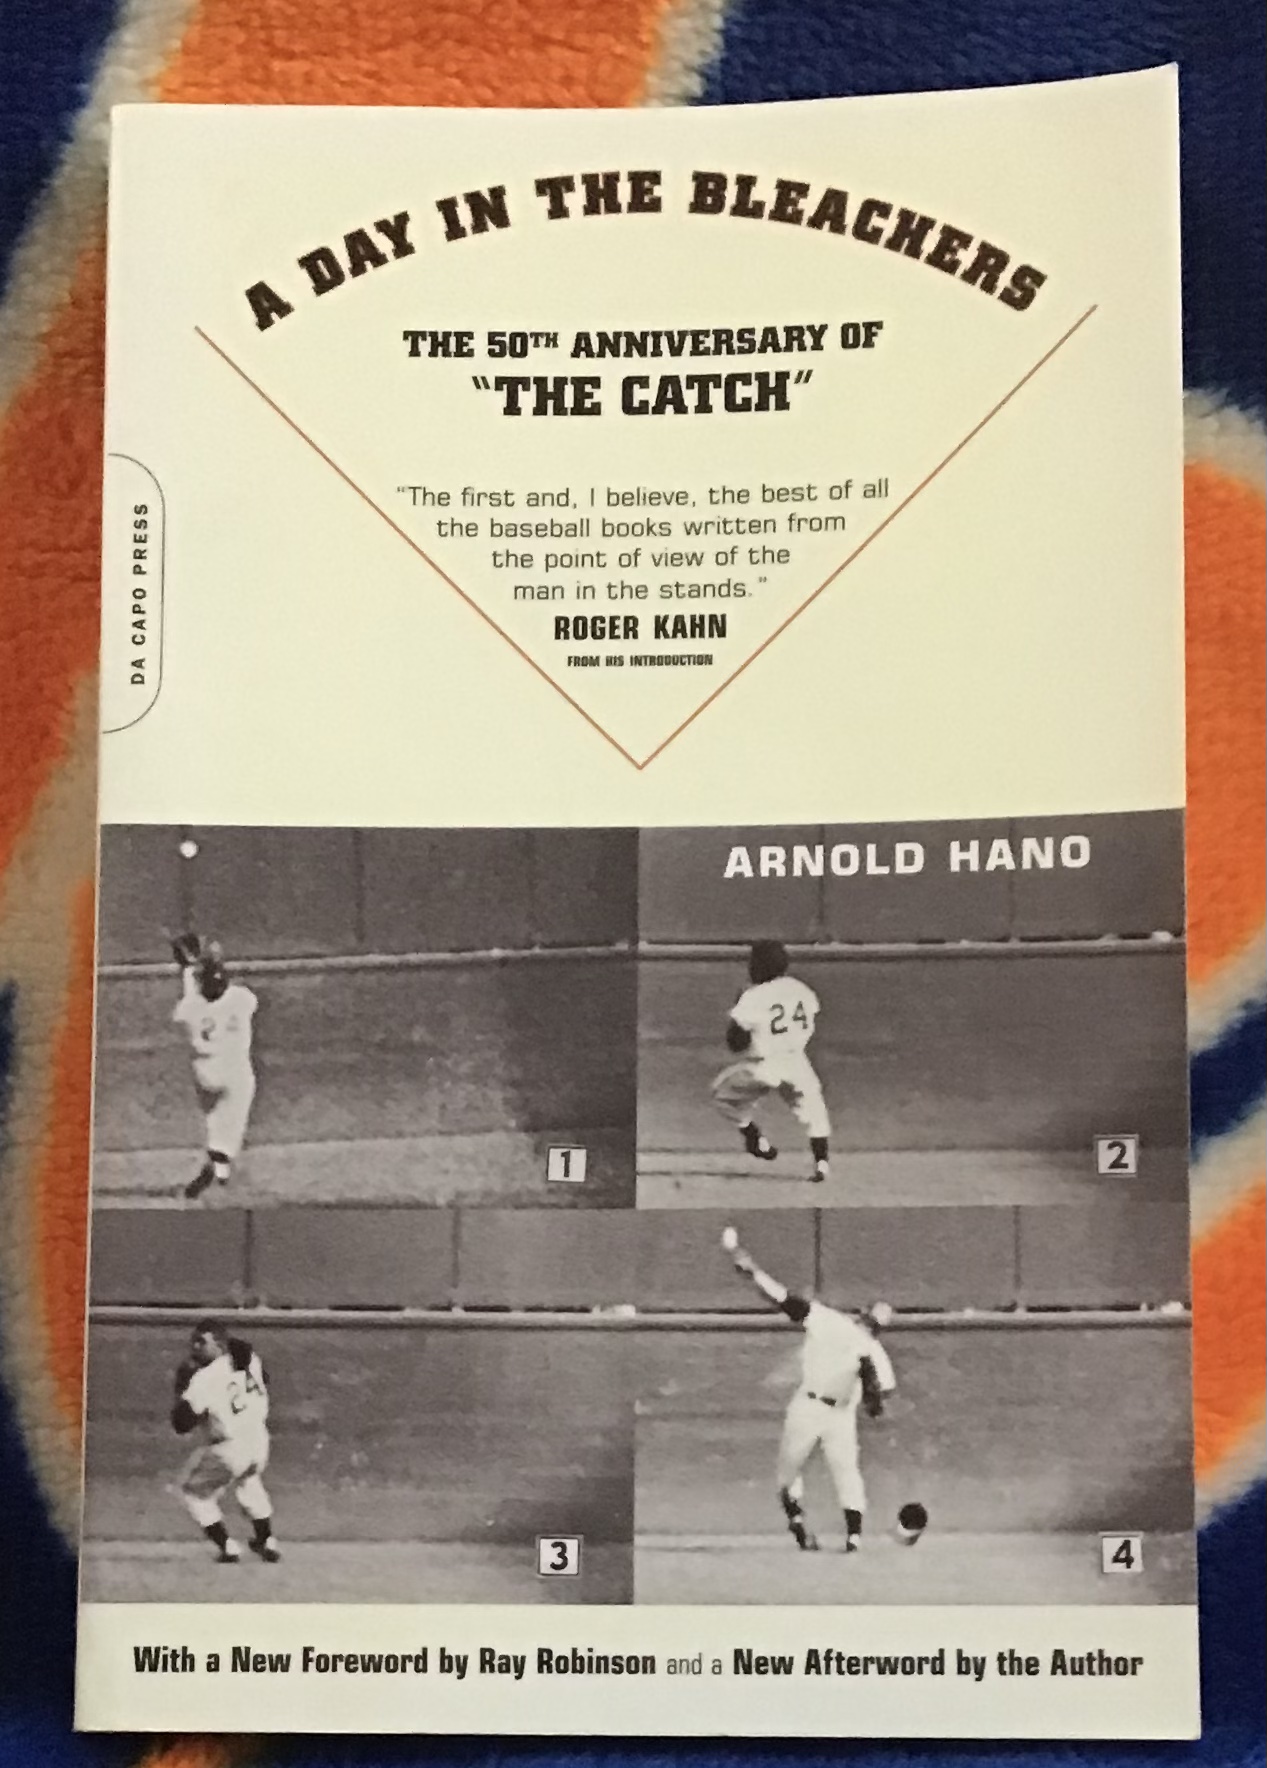 A DAY IN THE BLEACHERS
THE 50TH ANNIVERSARY OF
"THE CATCH"
"The first and, I believe, the best of all
the baseball books written from
the point of view of the
man in the stands."
ROGER KAHN
FROM HIS INTRODUCTION
DA CAPO PRESS
ARNOLD HANO
2
1
24
2
24
3
4
With a New Foreword by Ray Robinson and a New Afterword by the Author